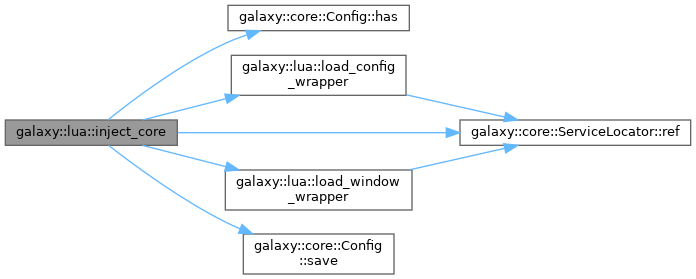 galaxy::core::Config::has
galaxy::lua::load_config
_wrapper
galaxy::lua::inject_core
galaxy::core::ServiceLocator::ref
galaxy::lua::load_window
_wrapper
galaxy::core::Config
::save